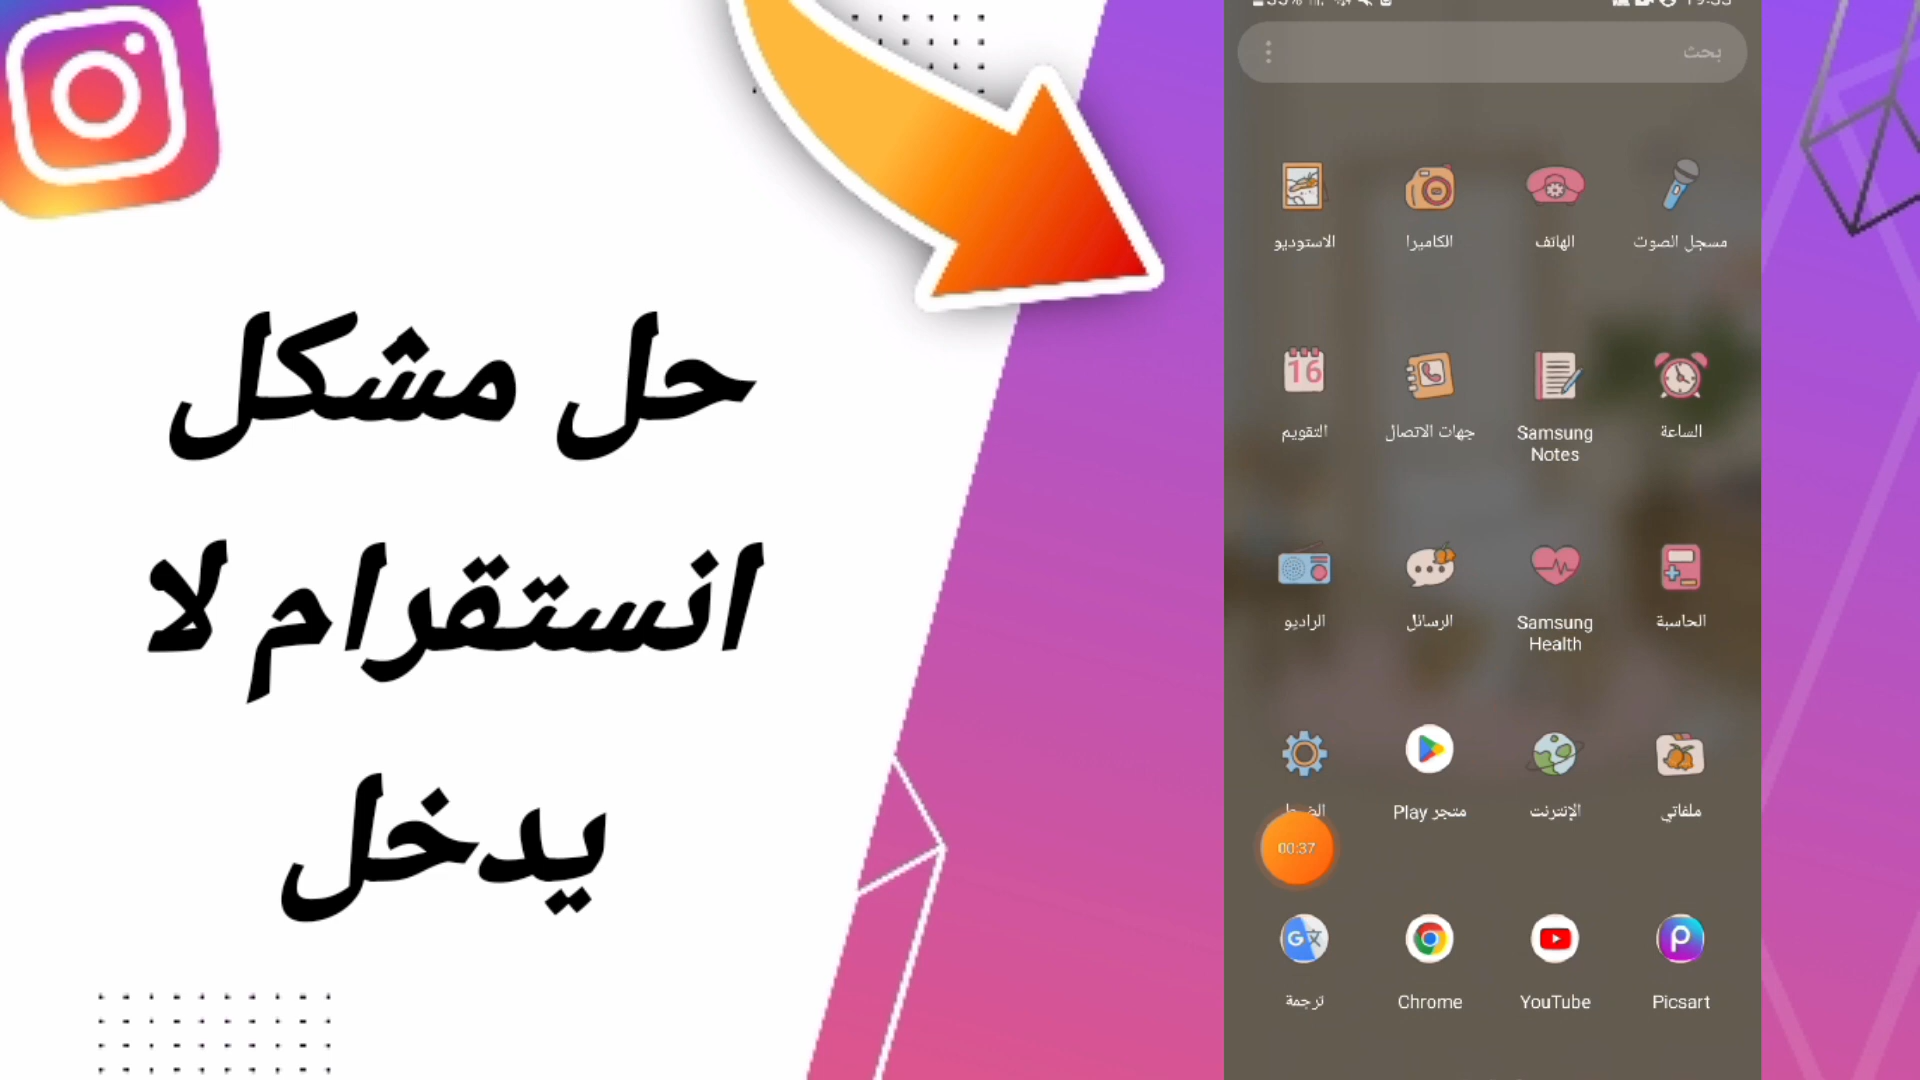 حل مشكل
انستقرام لا
يدخل
بحث
مسجل الصوت
الهاتف
الكاميرا
الاستوديو
الساعة
Samsung
Notes
جهات الاتصال
16
التقويم
الحاسبة
Samsung
Health
الرسائل
الراديو
ملفاتي
الإنترنت
متجر Play
00:37
Picsart
YouTube
Chrome
ترجمة